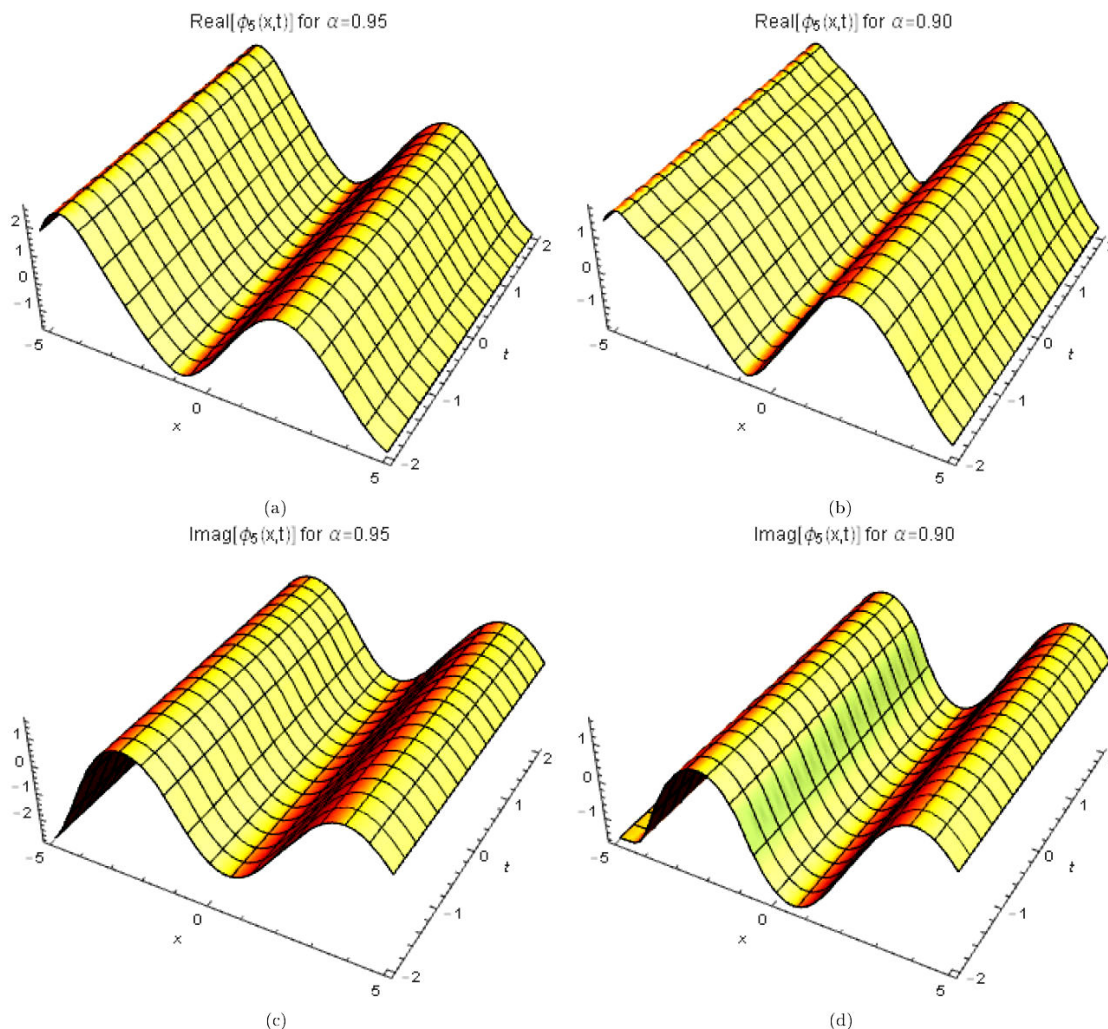 Real[ϕ₅(x,t)] for α=0.95
Real[ϕ₅(x,t)] for α=0.90
2
1
0
-1
-5
0
x
5
-2
-1
0
t
1
2
1
0
-1
-5
0
x
5
-2
-1
0
t
1
(a)
(b)
Imag[ϕ₅(x,t)] for α=0.95
Imag[ϕ₅(x,t)] for α=0.90
1
0
-1
-2
-5
0
x
5
-2
-1
0
t
1
2
1
0
-1
-5
0
x
5
-2
-1
0
t
1
2
(c)
(d)